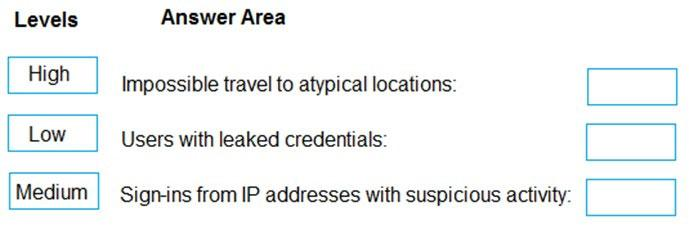 Levels Answer Area
High
Impossible travel to atypical locations:
Low
Users with leaked credentials:
Medium
Sign-ins from IP addresses with suspicious activity: